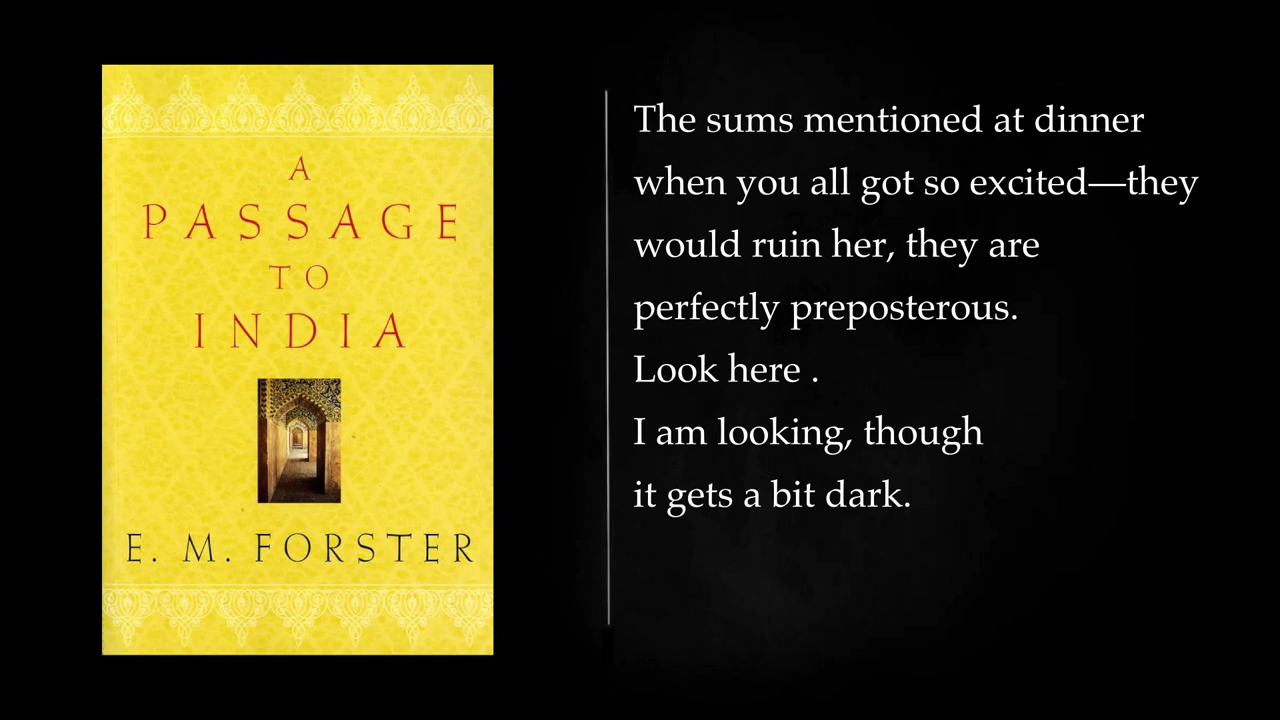 A
PASSAGE
TO
INDIA
E. M. FORSTER
The sums mentioned at dinner
when you all got so excited—they
would ruin her, they are
perfectly preposterous.
Look here .
I am looking, though
it gets a bit dark.